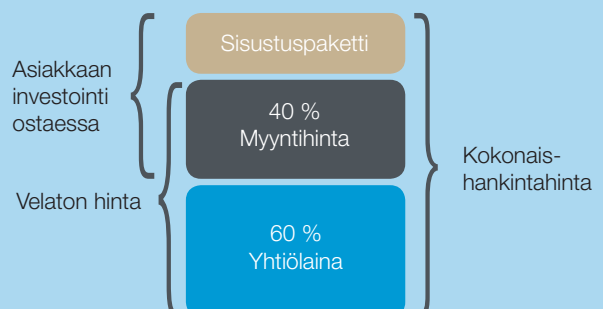 Sisustuspaketti
Asiakkaan
investointi
ostaessa
40 %
Myyntihinta
Kokonais-
hankintahinta
Velaton hinta
60 %
Yhtiölaina